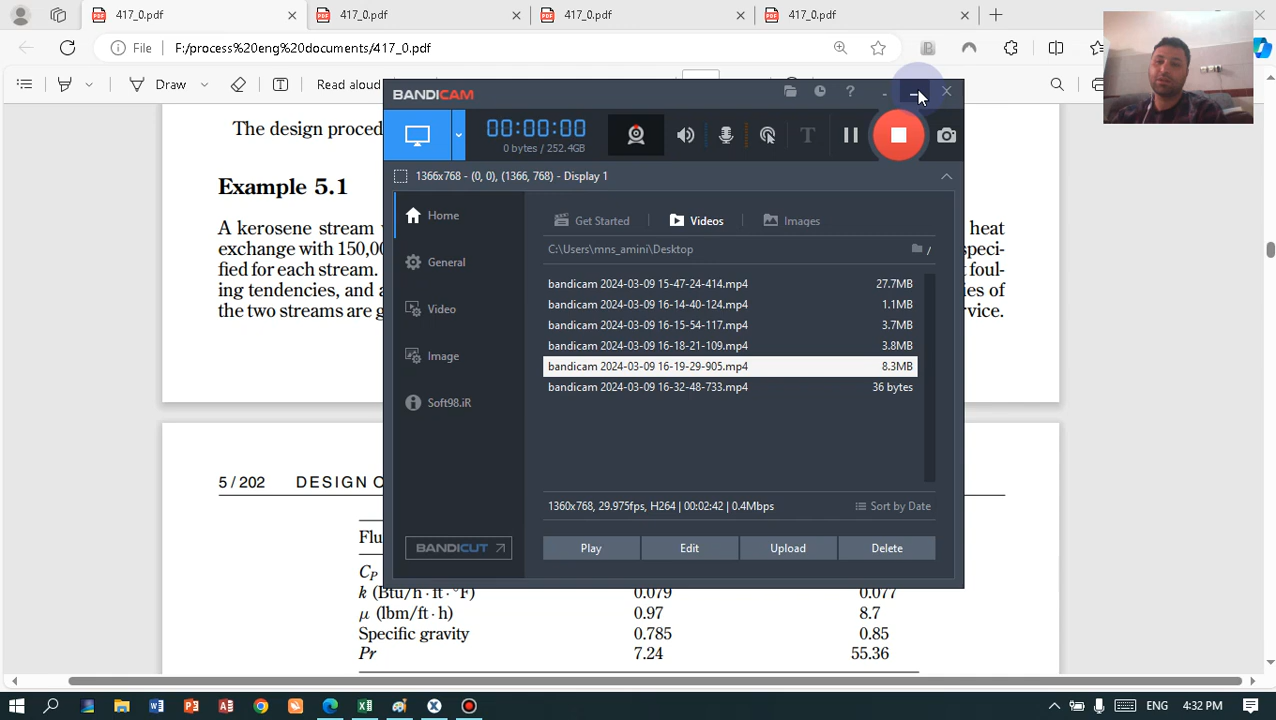 417_0.pdf
417_0.pdf
417_0.pdf
417_0.pdf
File
F:/process%20eng%20documents/417_0.pdf
Draw
Read aloud
The design proced
Example 5.1
A kerosene stream
heat
exchange with 150,00
speci-
fied for each stream.
foul-
ing tendencies, and a
es of
the two streams are g
rvice.
BANDICAM
00:00:00
0 bytes / 252.4GB
T
1366x768 - (0, 0), (1366, 768) - Display 1
Home
General
Video
Image
Soft98.iR
BANDICUT
Get Started
Videos
Images
C:\Users\mns_amini\Desktop
/
bandicam 2024-03-09 15-47-24-414.mp4 27.7MB
bandicam 2024-03-09 16-14-40-124.mp4 1.1MB
bandicam 2024-03-09 16-15-54-117.mp4 3.7MB
bandicam 2024-03-09 16-18-21-109.mp4 3.8MB
bandicam 2024-03-09 16-19-29-905.mp4 8.3MB
bandicam 2024-03-09 16-32-48-733.mp4 36 bytes
1360x768, 29.975fps, H264 | 00:02:42 | 0.4Mbps
Sort by Date
Play
Edit
Upload
Delete
5 / 202 DESIGN O
Flu
C_P
k (Btu/h · ft · °F) 0.079 0.077
μ (lbm/ft · h) 0.97 8.7
Specific gravity 0.785 0.85
Pr 7.24 55.36
ENG
4:32 PM